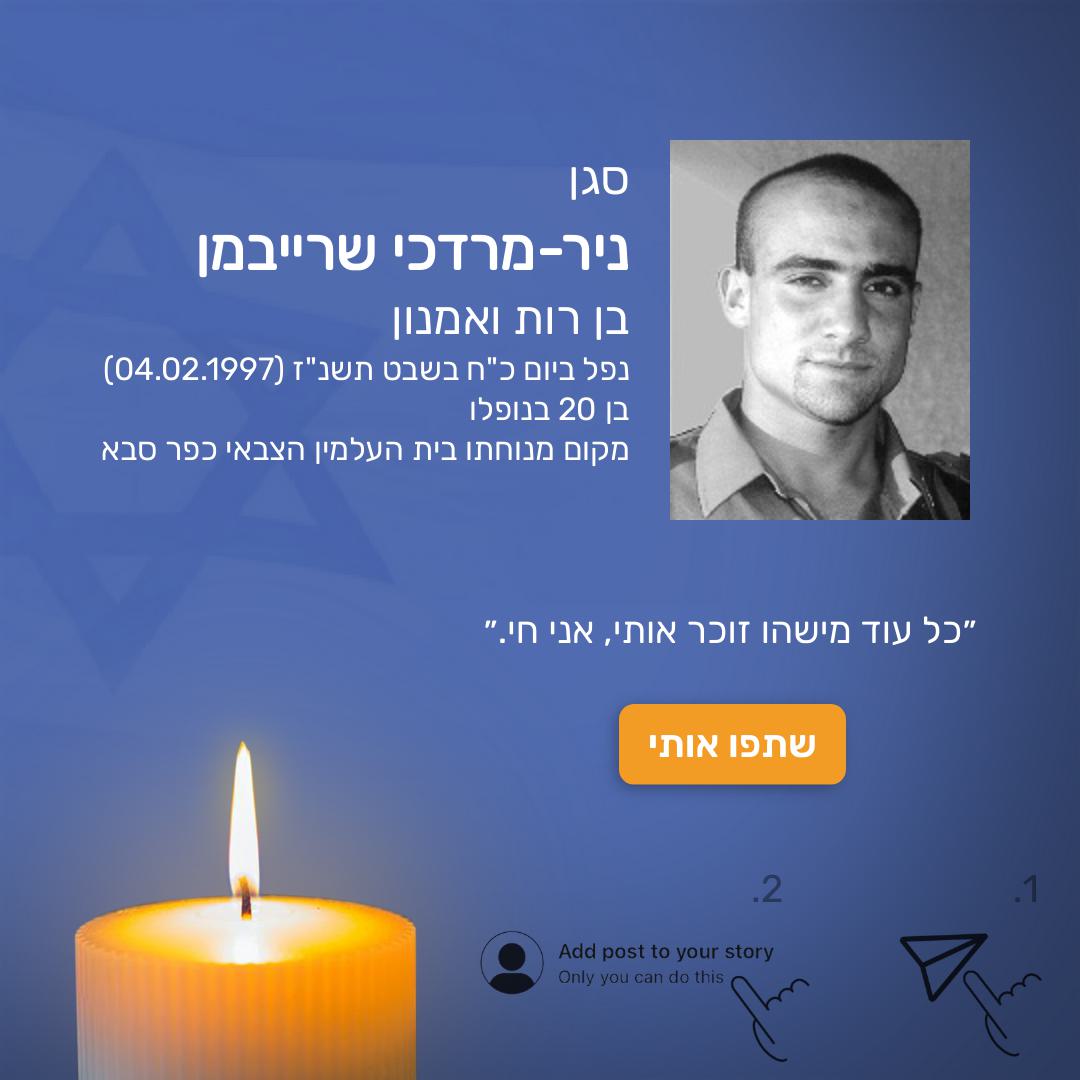 סגן
ניר-מרדכי שרייבמן
בן רות ואמנון
נפל ביום כ"ח בשבט תשנ"ז (04.02.1997)
בן 20 בנופלו
מקום מנוחתו בית העלמין הצבאי כפר סבא
״כל עוד מישהו זוכר אותי, אני חי.״
שתפו אותי
.1
.2
Add post to your story
Only you can do this